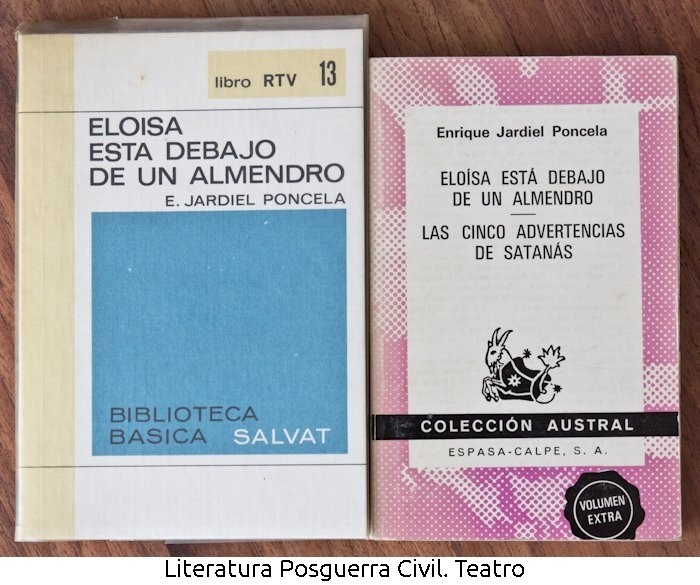 libro RTV 13
ELOISA
ESTA DEBAJO
DE UN ALMENDRO
E. JARDIEL PONCELA
BIBLIOTECA
BASICA SALVAT
Enrique Jardiel Poncela
ELOÍSA ESTÁ DEBAJO
DE UN ALMENDRO
LAS CINCO ADVERTENCIAS
DE SATANÁS
COLECCIÓN AUSTRAL
ESPASA-CALPE, S. A.
VOLUMEN
EXTRA
Literatura Posguerra Civil. Teatro